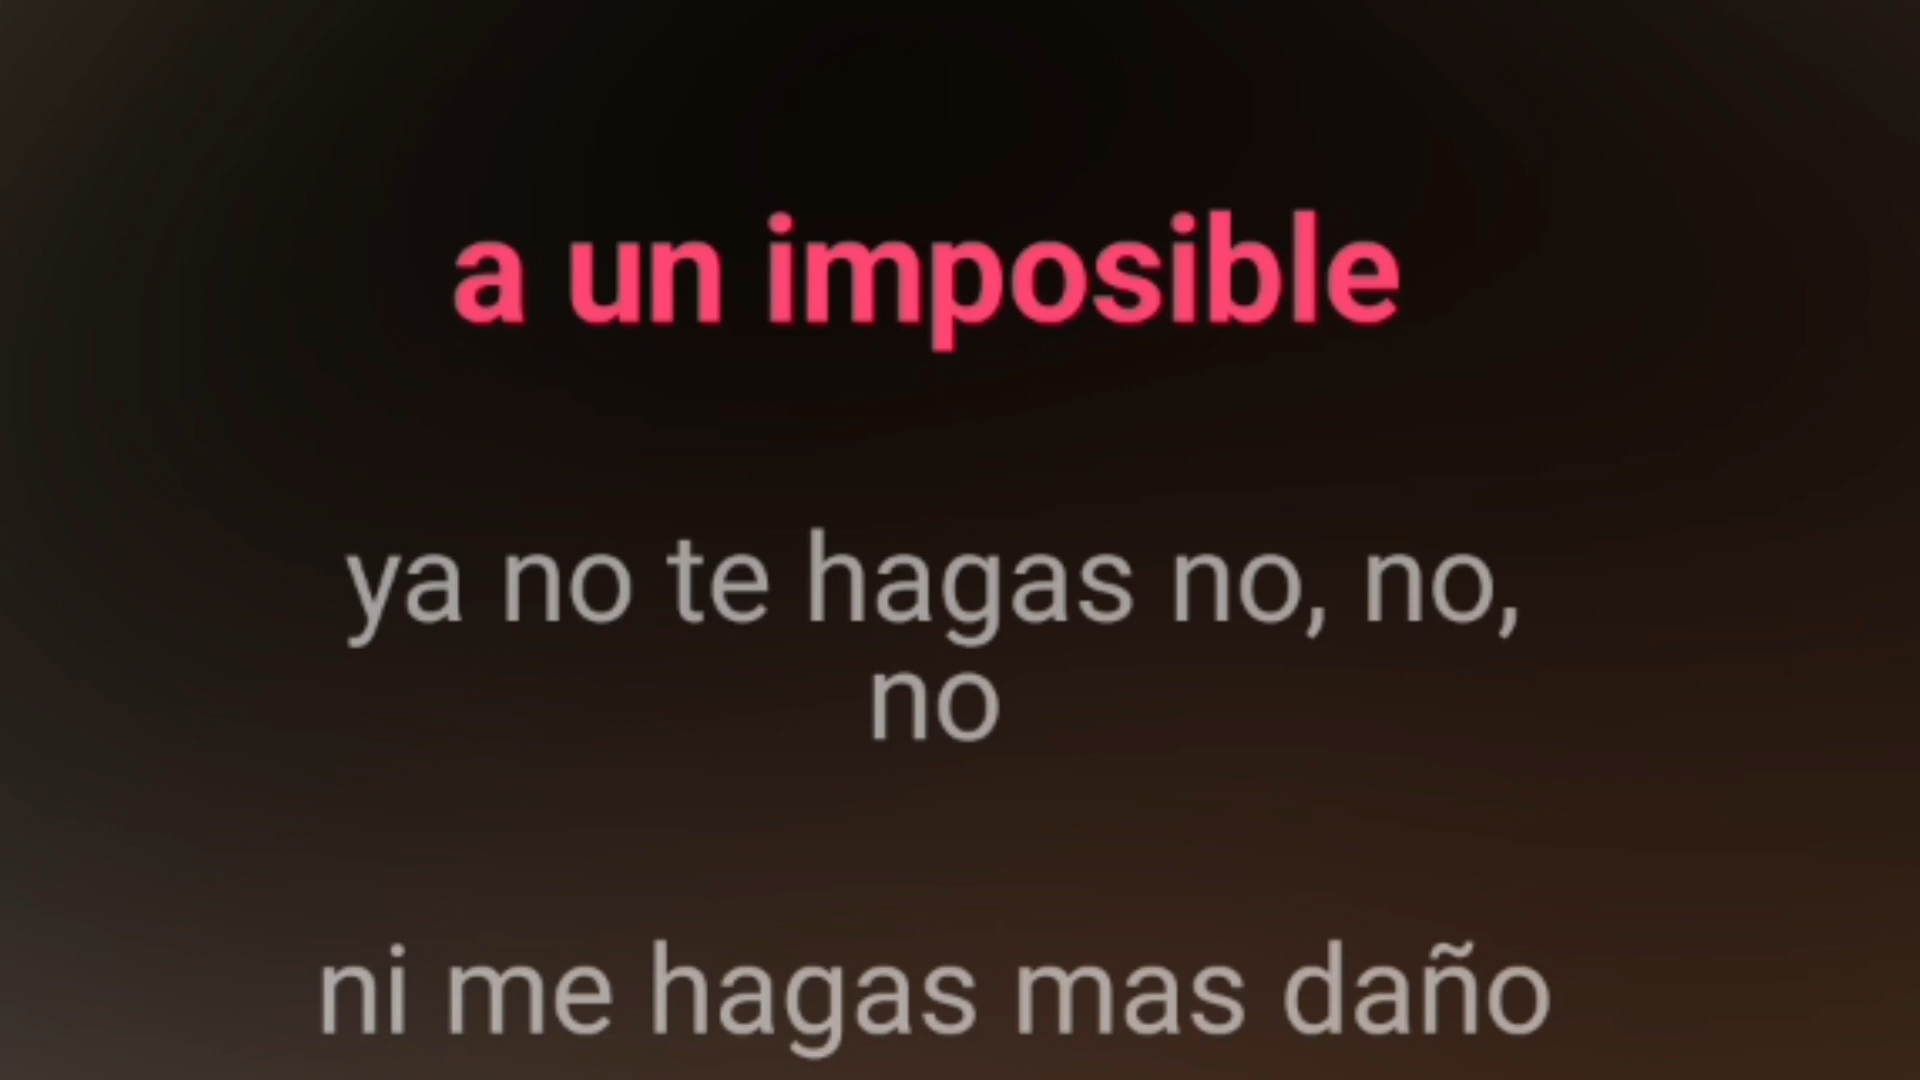 a un imposible
ya no te hagas no, no,
no
ni me hagas mas daño